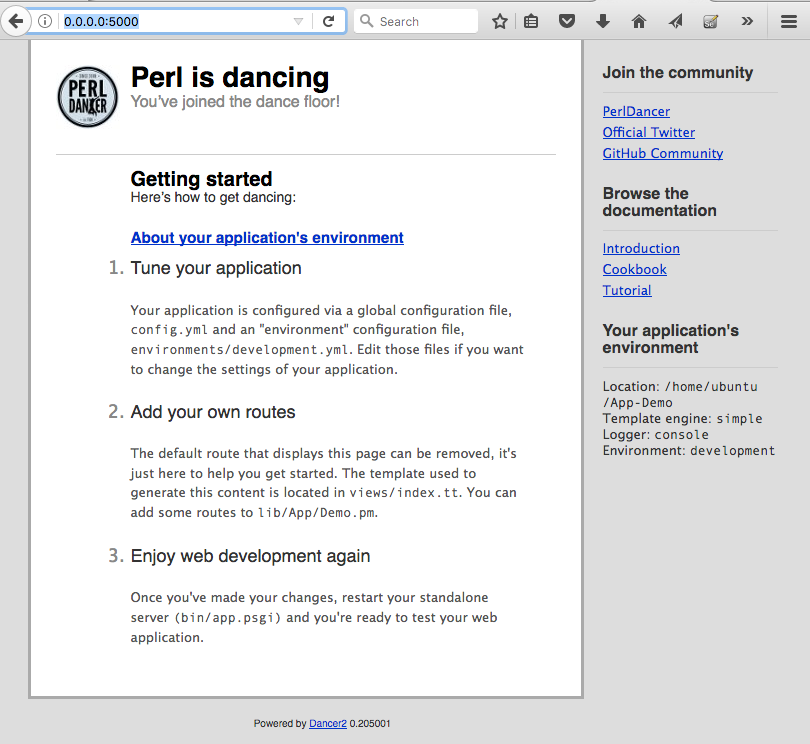 0.0.0.0:5000
Search
PERL
DANCER
Perl is dancing
You've joined the dance floor!
Getting started
Here's how to get dancing:
About your application's environment
1. Tune your application
Your application is configured via a global configuration file,
config.yml and an "environment" configuration file,
environments/development.yml. Edit those files if you want
to change the settings of your application.
2. Add your own routes
The default route that displays this page can be removed, it's
just here to help you get started. The template used to
generate this content is located in views/index.tt. You can
add some routes to lib/App/Demo.pm.
3. Enjoy web development again
Once you've made your changes, restart your standalone
server (bin/app.psgi) and you're ready to test your web
application.
Join the community
PerlDancer
Official Twitter
GitHub Community
Browse the
documentation
Introduction
Cookbook
Tutorial
Your application's
environment
Location: /home/ubuntu
/App-Demo
Template engine: simple
Logger: console
Environment: development
Powered by Dancer2 0.205001